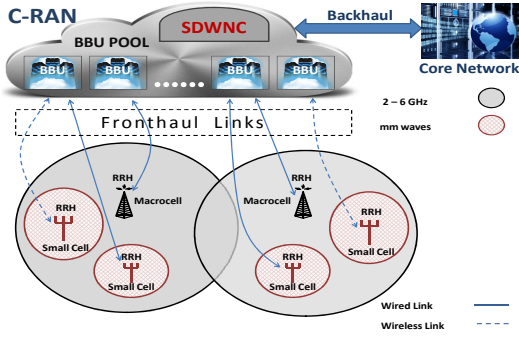 C-RAN
SDWNC
Backhaul
BBU POOL
BBU
BBU
BBU
BBU
Core Network
2 – 6 GHz
Fronthaul Links
mm waves
RRH
RRH
Macrocell
Macrocell
RRH
RRH
Small Cell
Small Cell
RRH
RRH
Small Cell
Small Cell
Wired Link
Wireless Link